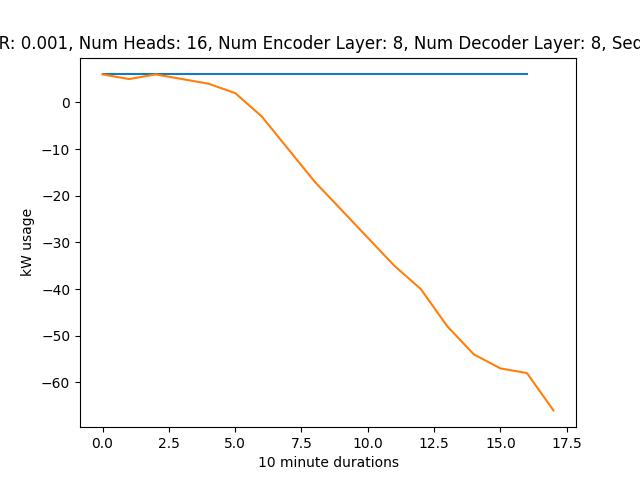 R: 0.001, Num Heads: 16, Num Encoder Layer: 8, Num Decoder Layer: 8, Sec
0
−10
−20
−30
−40
−50
−60
kW usage
0.0 2.5 5.0 7.5 10.0 12.5 15.0 17.5
10 minute durations